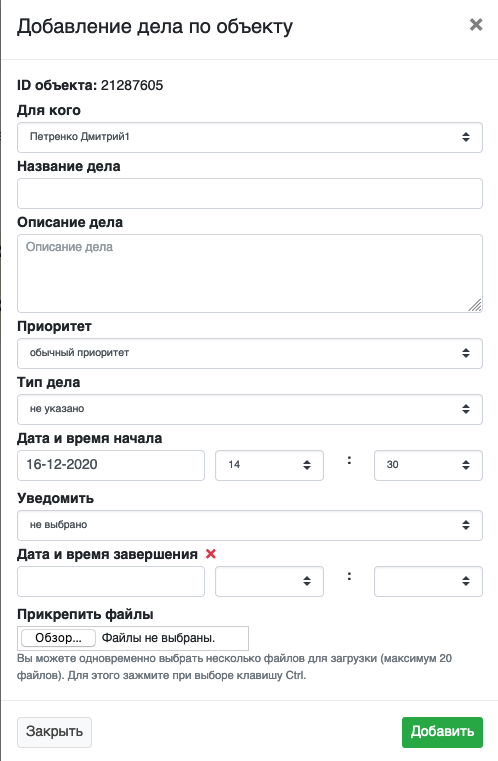 Добавление дела по объекту ×
ID объекта: 21287605
Для кого
Петренко Дмитрий1
Название дела
Описание дела
Описание дела
Приоритет
обычный приоритет
Тип дела
не указано
Дата и время начала
16-12-2020 14 : 30
Уведомить
не выбрано
Дата и время завершения
:
Прикрепить файлы
Обзор... Файлы не выбраны.
Вы можете одновременно выбрать несколько файлов для загрузки (максимум 20
файлов). Для этого зажмите при выборе клавишу Ctrl.
Закрыть Добавить